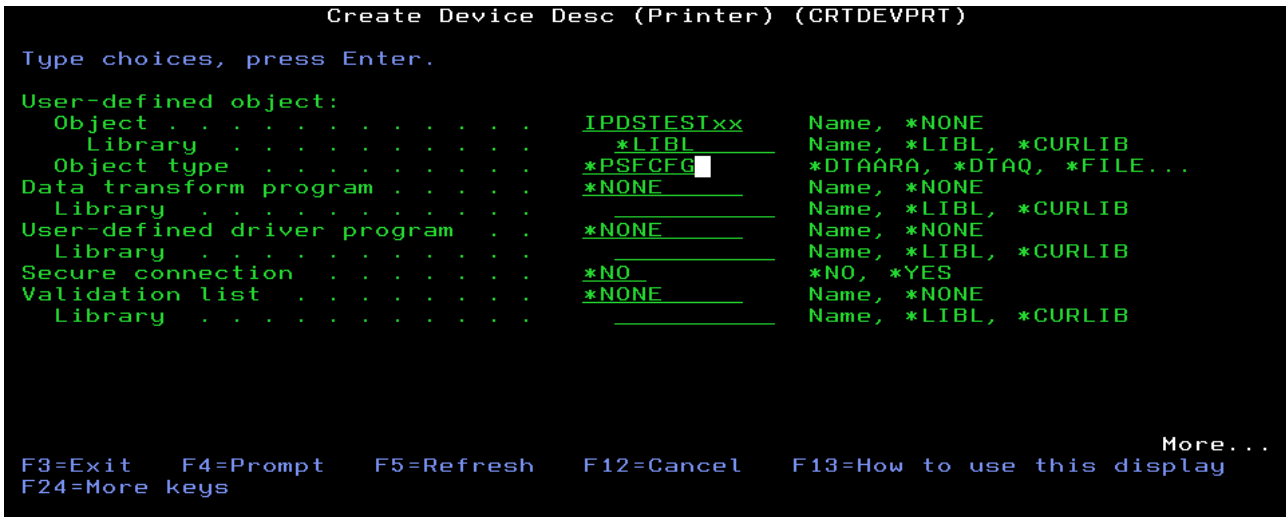 Create Device Desc (Printer) (CRTDEVPRT)
Type choices, press Enter.
User-defined object:
Object . . . . . . . . . . . . IPDSTESTxx Name, *NONE
Library . . . . . . . . . . *LIBL Name, *LIBL, *CURLIB
Object type . . . . . . . . . *PSFCFG *DTAARA, *DTAQ, *FILE...
Data transform program . . . . . *NONE Name, *NONE
Library . . . . . . . . . . . Name, *LIBL, *CURLIB
User-defined driver program . . *NONE Name, *NONE
Library . . . . . . . . . . . Name, *LIBL, *CURLIB
Secure connection . . . . . . . *NO *NO, *YES
Validation list . . . . . . . . *NONE Name, *NONE
Library . . . . . . . . . . . Name, *LIBL, *CURLIB
More...
F3=Exit F4=Prompt F5=Refresh F12=Cancel F13=How to use this display
F24=More keys